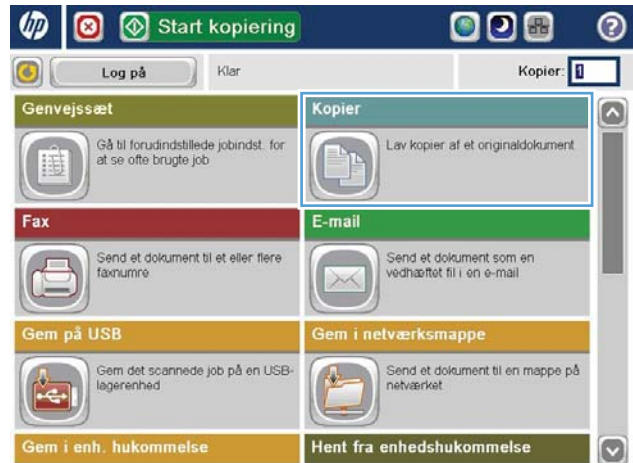 hp
Start kopiering
?
Log på
Klar
Kopier: 1
Genvejssæt
Gå til forudindstillede jobindst. for
at se ofte brugte job
Kopier
Lav kopier af et originaldokument
Fax
Send et dokument til et eller flere
faxnumre
E-mail
Send et dokument som en
vedhæftet fil i en e-mail
Gem på USB
Gem det scannede job på en USB-
lagerenhed
Gem i netværksmappe
Send et dokument til en mappe på
netværket
Gem i enh. hukommelse
Hent fra enhedshukommelse